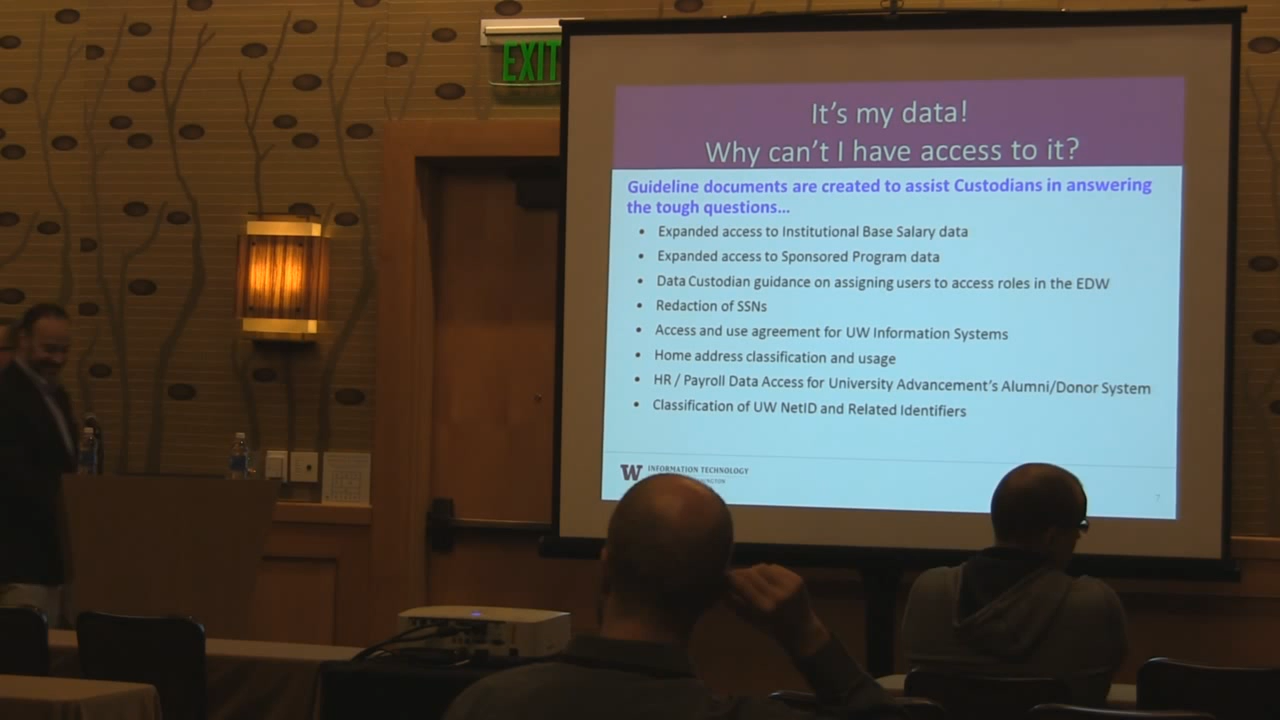 EXIT
It's my data!
Why can't I have access to it?
Guideline documents are created to assist Custodians in answering
the tough questions...
• Expanded access to Institutional Base Salary data
• Expanded access to Sponsored Program data
• Data Custodian guidance on assigning users to access roles in the EDW
• Redaction of SSNs
• Access and use agreement for UW Information Systems
• Home address classification and usage
• HR / Payroll Data Access for University Advancement's Alumni/Donor System
• Classification of UW NetID and Related Identifiers
W INFORMATION TECHNOLOGY
7